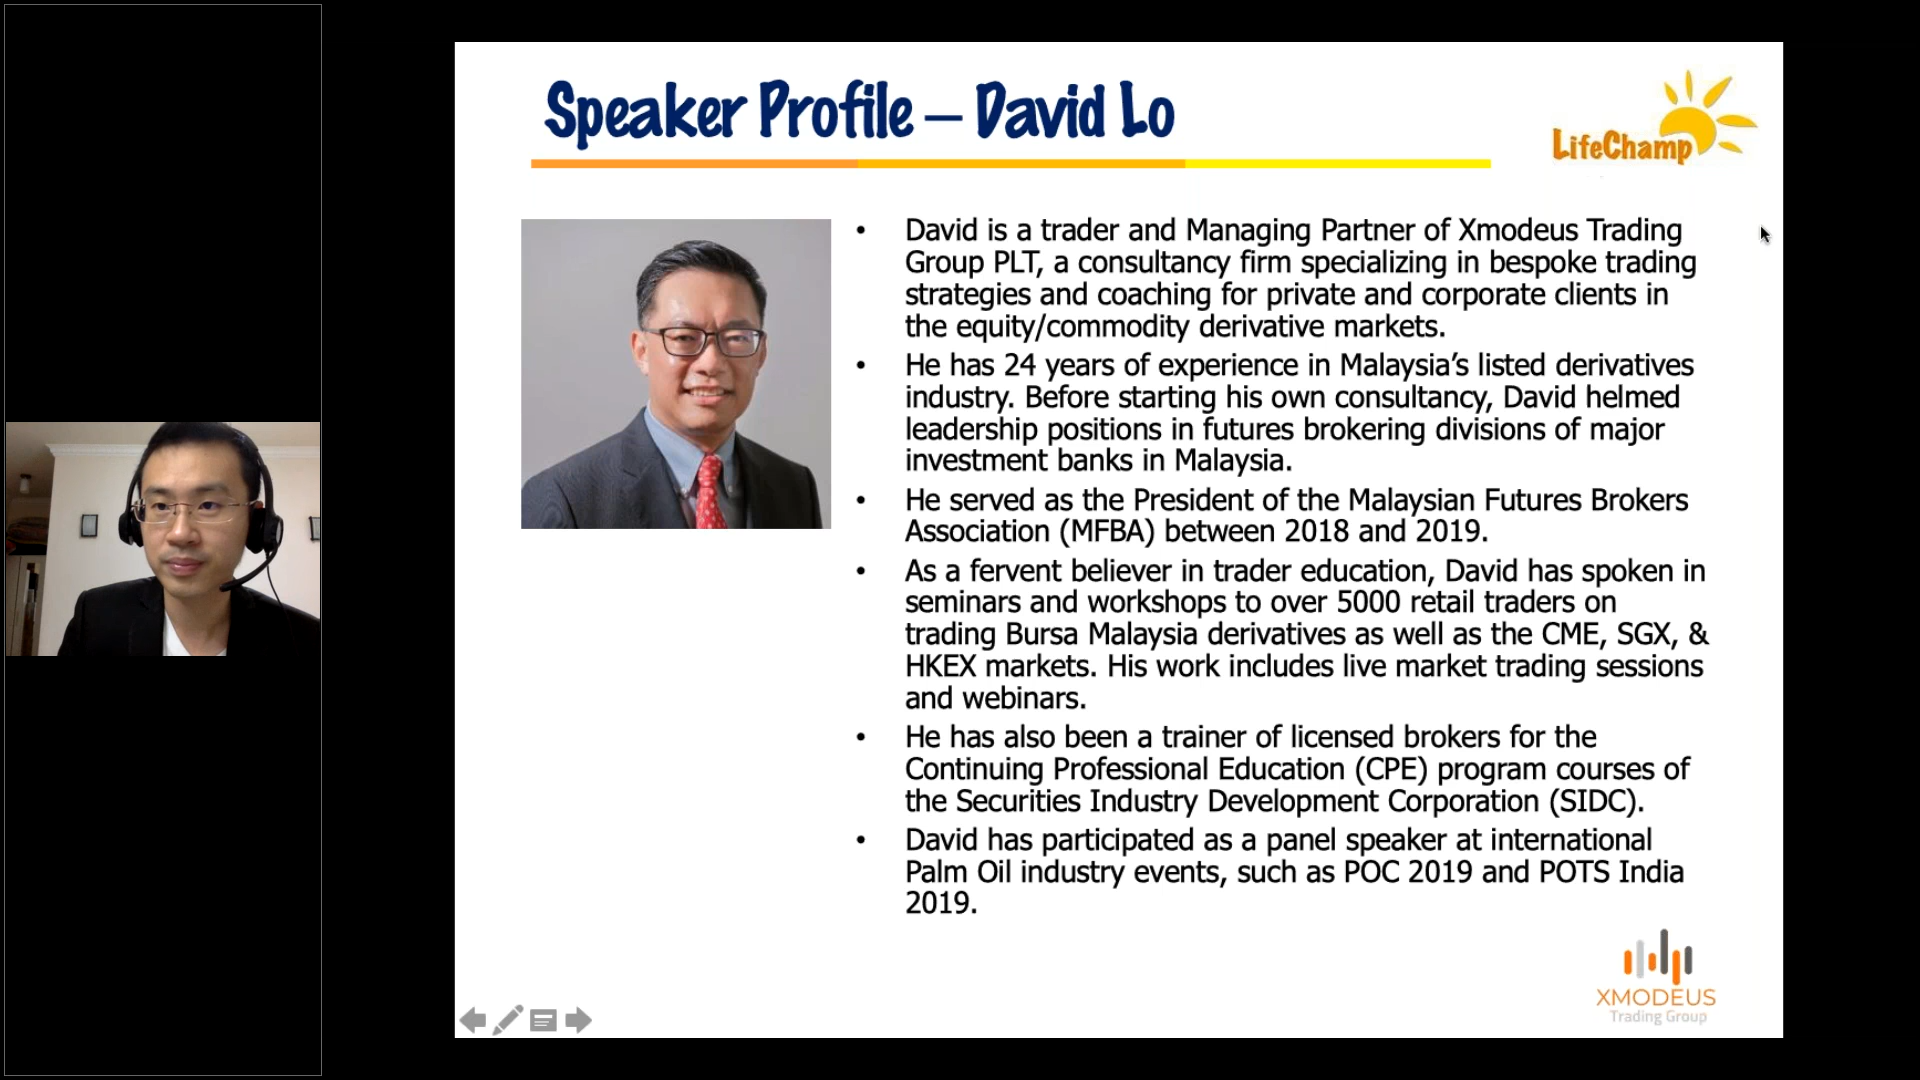 Speaker Profile – David Lo
LifeChamp
• David is a trader and Managing Partner of Xmodeus Trading
Group PLT, a consultancy firm specializing in bespoke trading
strategies and coaching for private and corporate clients in
the equity/commodity derivative markets.
• He has 24 years of experience in Malaysia’s listed derivatives
industry. Before starting his own consultancy, David helmed
leadership positions in futures brokering divisions of major
investment banks in Malaysia.
• He served as the President of the Malaysian Futures Brokers
Association (MFBA) between 2018 and 2019.
• As a fervent believer in trader education, David has spoken in
seminars and workshops to over 5000 retail traders on
trading Bursa Malaysia derivatives as well as the CME, SGX, &
HKEX markets. His work includes live market trading sessions
and webinars.
• He has also been a trainer of licensed brokers for the
Continuing Professional Education (CPE) program courses of
the Securities Industry Development Corporation (SIDC).
• David has participated as a panel speaker at international
Palm Oil industry events, such as POC 2019 and POTS India
2019.
XMODEUS
Trading Group